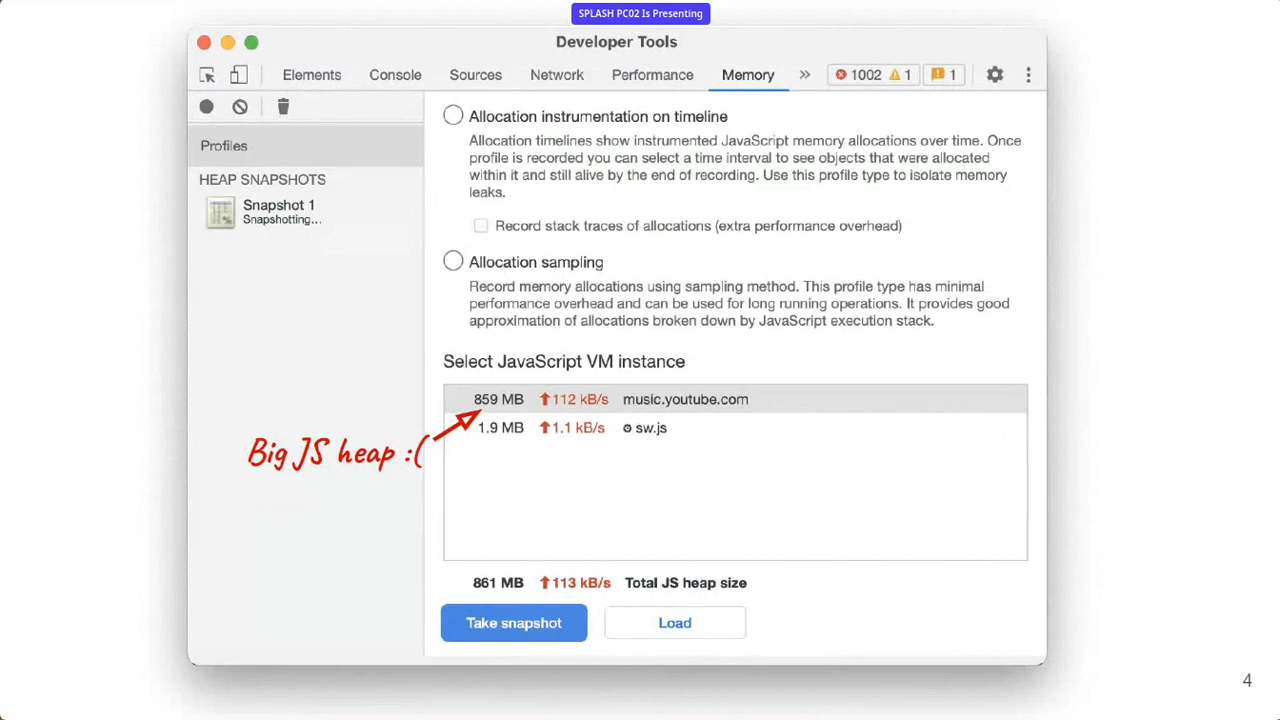 SPLASH PC02 Is Presenting
Developer Tools
Elements Console Sources Network Performance Memory » 1002 1 1
Profiles
HEAP SNAPSHOTS
Snapshot 1
Snapshotting...
Allocation instrumentation on timeline
Allocation timelines show instrumented JavaScript memory allocations over time. Once
profile is recorded you can select a time interval to see objects that were allocated
within it and still alive by the end of recording. Use this profile type to isolate memory
leaks.
Record stack traces of allocations (extra performance overhead)
Allocation sampling
Record memory allocations using sampling method. This profile type has minimal
performance overhead and can be used for long running operations. It provides good
approximation of allocations broken down by JavaScript execution stack.
Select JavaScript VM instance
859 MB 112 kB/s music.youtube.com
1.9 MB 1.1 kB/s sw.js
Big JS heap :(
861 MB 113 kB/s Total JS heap size
Take snapshot Load
4